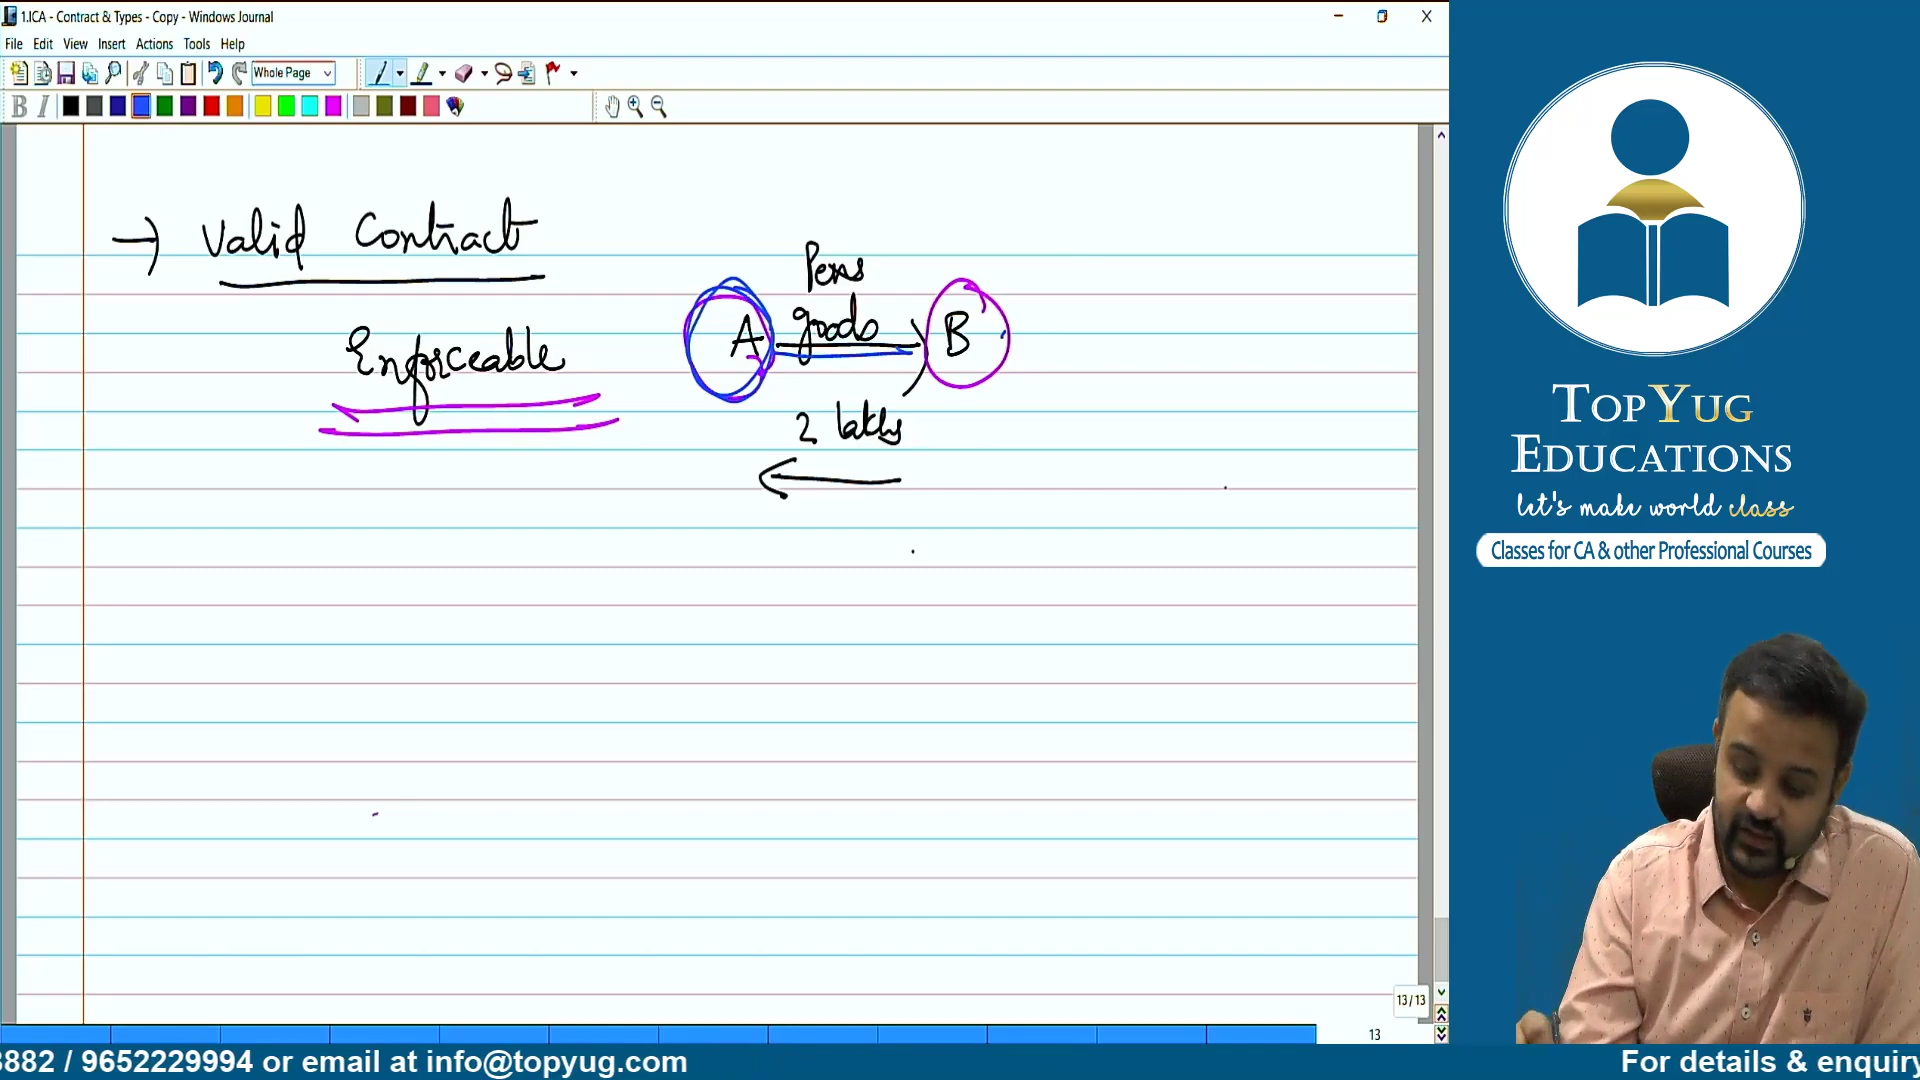 1.ICA - Contract & Types - Copy - Windows Journal
File Edit View Insert Actions Tools Help
Whole Page
B I
→ Valid Contract
Enforceable
Pens
goods
A B
2 lakhs
13 / 13
13
TOPYUG
EDUCATIONS
let's make world class
Classes for CA & other Professional Courses
3882 / 9652229994 or email at info@topyug.com
For details & enquiry